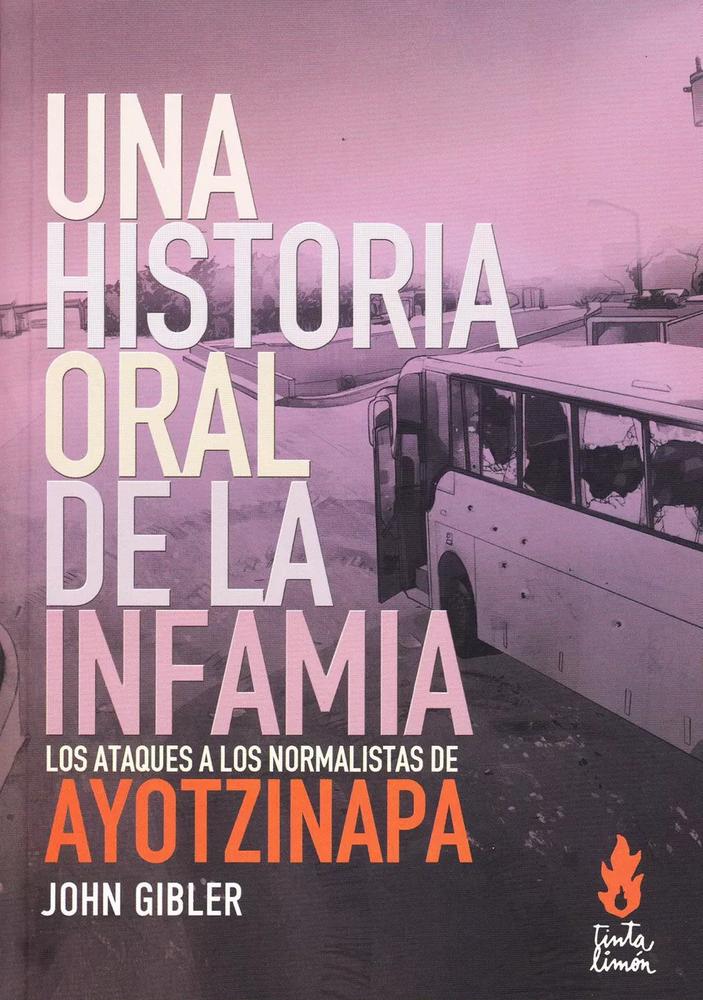 UNA
HISTORIA
ORAL
DE LA
INFAMIA
LOS ATAQUES A LOS NORMALISTAS DE
AYOTZINAPA
JOHN GIBLER
tinta
limón